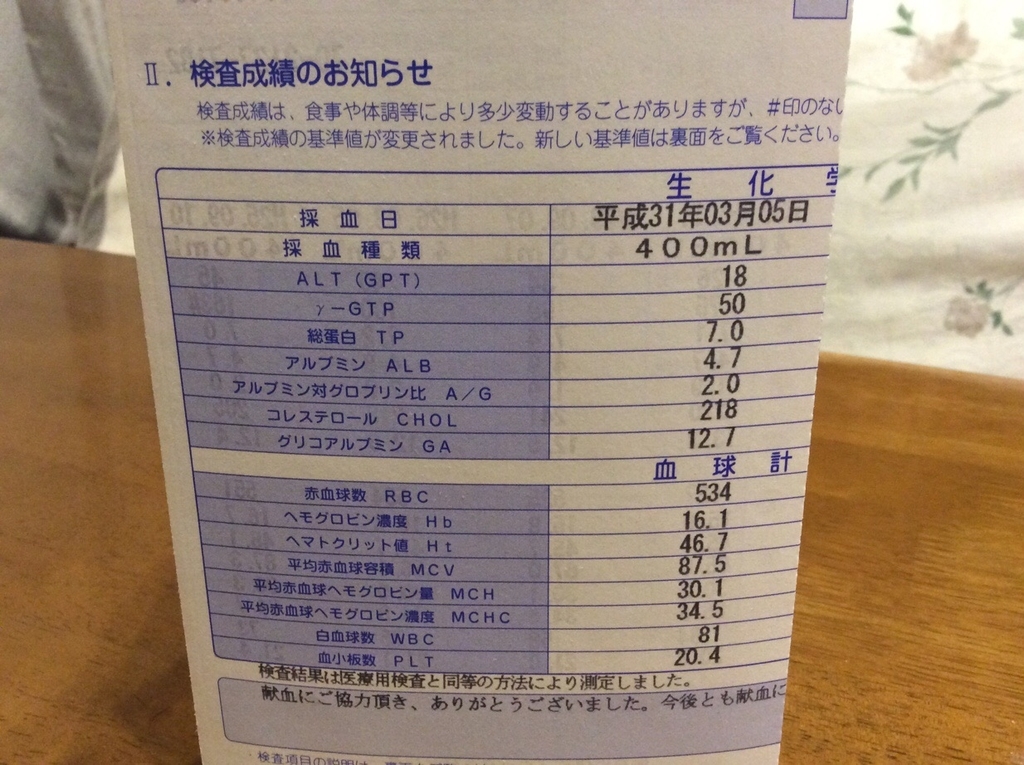 Ⅱ. 検査成績のお知らせ
検査成績は、食事や体調等により多少変動することがありますが、#印のない
※検査成績の基準値が変更されました。新しい基準値は裏面をご覧ください。
生 化 学
採血日 平成31年03月05日
採血種類 400mL
ALT(GPT) 18
γ-GTP 50
総蛋白 TP 7.0
アルブミン ALB 4.7
アルブミン対グロブリン比 A/G 2.0
コレステロール CHOL 218
グリコアルブミン GA 12.7
血 球 計
赤血球数 RBC 534
ヘモグロビン濃度 Hb 16.1
ヘマトクリット値 Ht 46.7
平均赤血球容積 MCV 87.5
平均赤血球ヘモグロビン量 MCH 30.1
平均赤血球ヘモグロビン濃度 MCHC 34.5
白血球数 WBC 81
血小板数 PLT 20.4
検査結果は医療用検査と同等の方法により測定しました。
献血にご協力頂き、ありがとうございました。今後とも献血に
・検査項目の説明は、